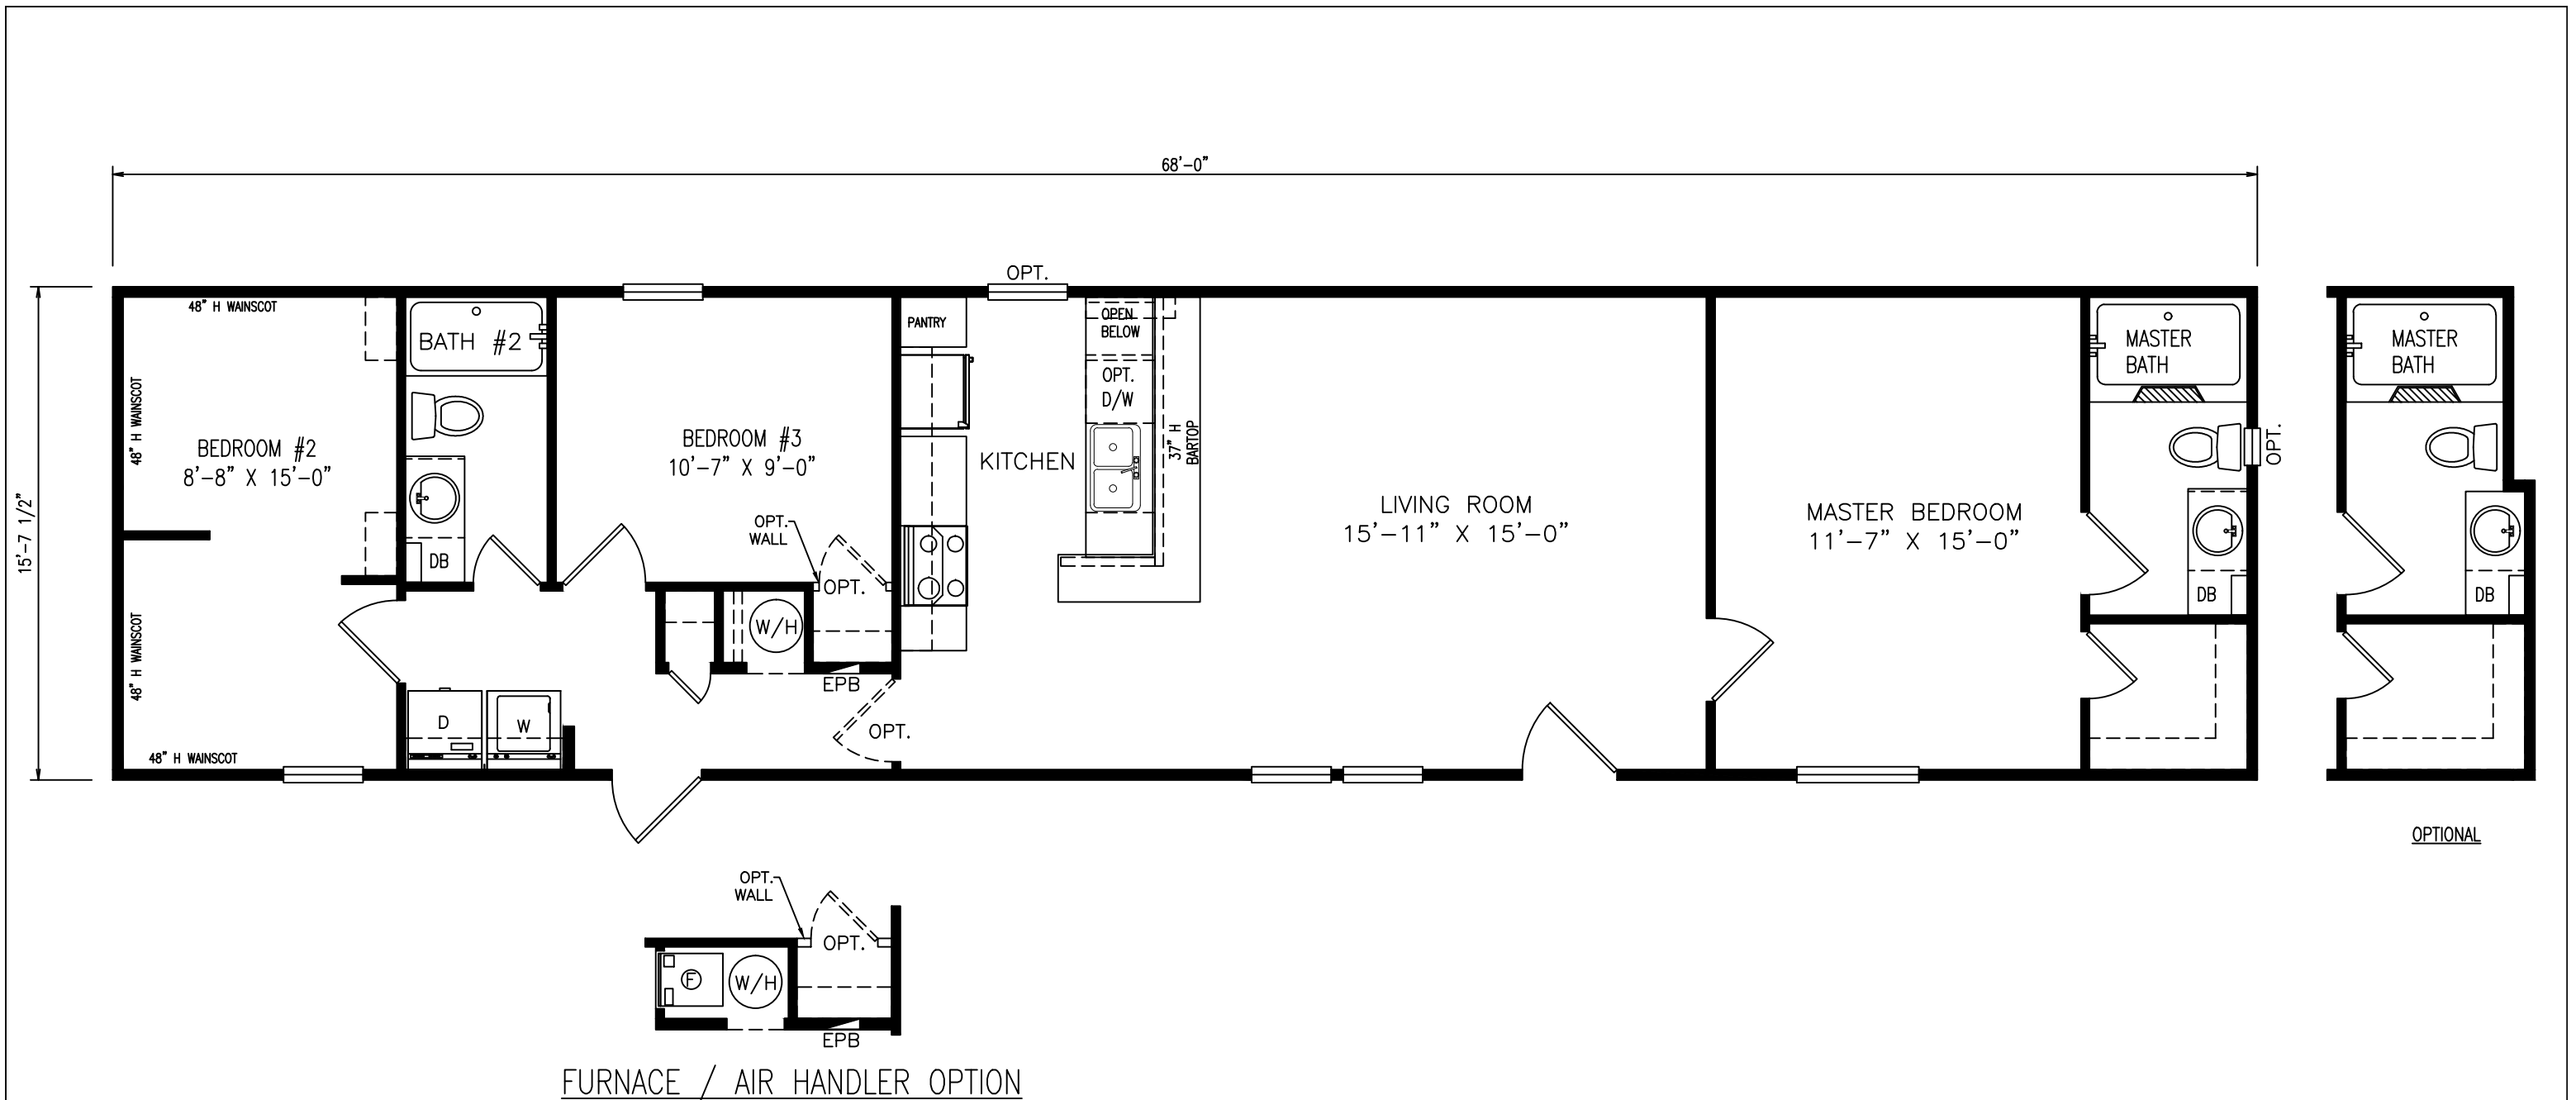 68'-0"
15'-7 1/2"
48" H WAINSCOT
48" H WAINSCOT
BEDROOM #2
8'-8" X 15'-0"
48" H WAINSCOT
48" H WAINSCOT
BATH #2
DB
D
W
BEDROOM #3
10'-7" X 9'-0"
OPT.
WALL
OPT.
W/H
EPB
OPT.
OPT.
PANTRY
KITCHEN
OPEN
BELOW
OPT.
D/W
37" H
BARTOP
LIVING ROOM
15'-11" X 15'-0"
MASTER BEDROOM
11'-7" X 15'-0"
MASTER
BATH
OPT.
DB
MASTER
BATH
DB
OPTIONAL
OPT.
WALL
OPT.
F
W/H
EPB
FURNACE / AIR HANDLER OPTION